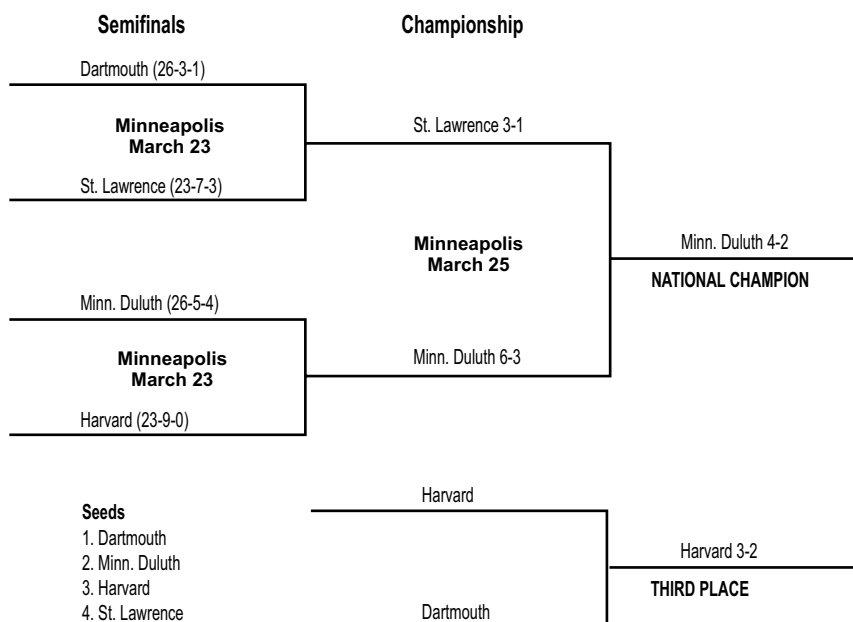 Semifinals
Championship
Dartmouth (26-3-1)
Minneapolis
March 23
St. Lawrence 3-1
St. Lawrence (23-7-3)
Minneapolis
March 25
Minn. Duluth 4-2
NATIONAL CHAMPION
Minn. Duluth (26-5-4)
Minneapolis
March 23
Minn. Duluth 6-3
Harvard (23-9-0)
Seeds
1. Dartmouth
2. Minn. Duluth
3. Harvard
4. St. Lawrence
Harvard
Harvard 3-2
THIRD PLACE
Dartmouth